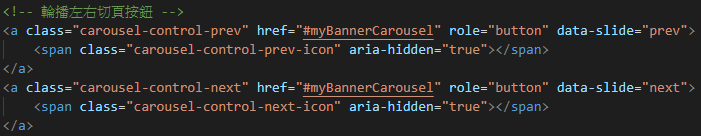 <!-- 輪播左右切頁按鈕 -->
<a class="carousel-control-prev" href="#myBannerCarousel" role="button" data-slide="prev">
    <span class="carousel-control-prev-icon" aria-hidden="true"></span>
</a>
<a class="carousel-control-next" href="#myBannerCarousel" role="button" data-slide="next">
    <span class="carousel-control-next-icon" aria-hidden="true"></span>
</a>